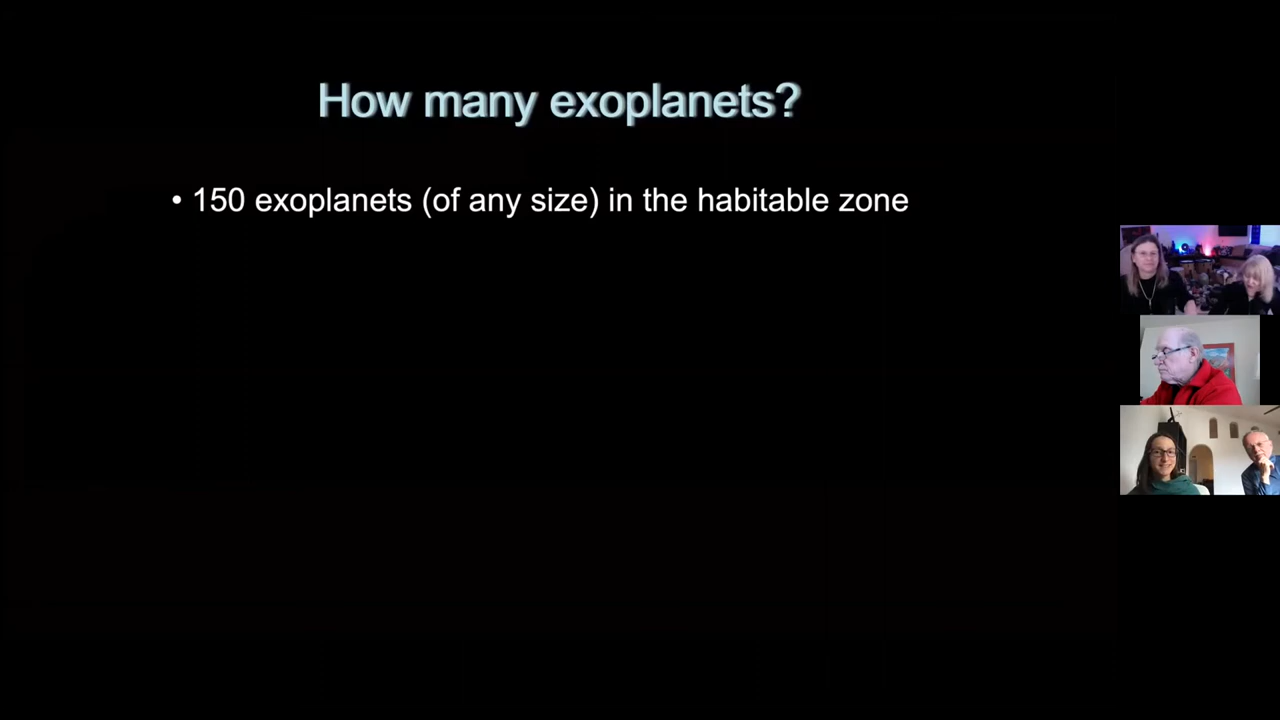 How many exoplanets?
• 150 exoplanets (of any size) in the habitable zone